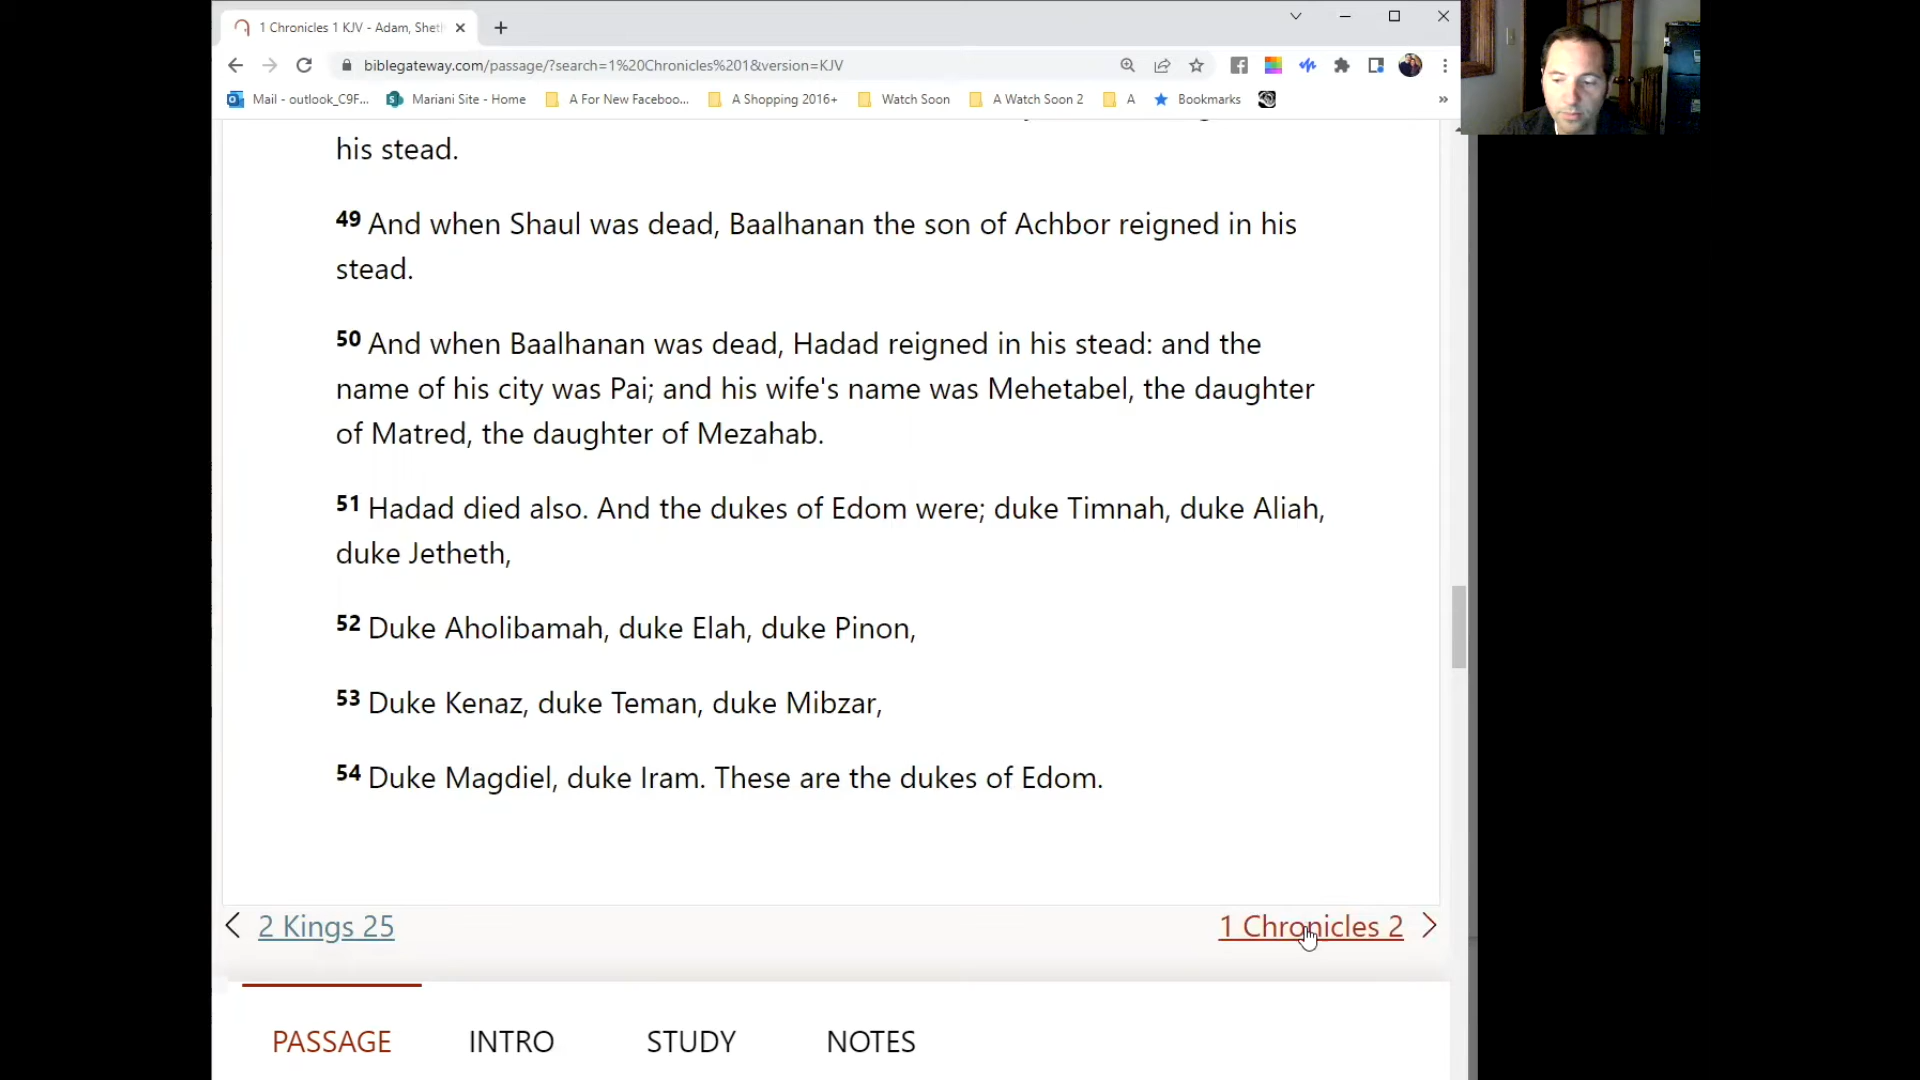 1 Chronicles 1 KJV - Adam, Sheth
biblegateway.com/passage/?search=1%20Chronicles%201&version=KJV
Mail - outlook_C9F... Mariani Site - Home A For New Faceboo... A Shopping 2016+ Watch Soon A Watch Soon 2 A Bookmarks »
his stead.
49 And when Shaul was dead, Baalhanan the son of Achbor reigned in his
stead.
50 And when Baalhanan was dead, Hadad reigned in his stead: and the
name of his city was Pai; and his wife's name was Mehetabel, the daughter
of Matred, the daughter of Mezahab.
51 Hadad died also. And the dukes of Edom were; duke Timnah, duke Aliah,
duke Jetheth,
52 Duke Aholibamah, duke Elah, duke Pinon,
53 Duke Kenaz, duke Teman, duke Mibzar,
54 Duke Magdiel, duke Iram. These are the dukes of Edom.
2 Kings 25 1 Chronicles 2
PASSAGE INTRO STUDY NOTES